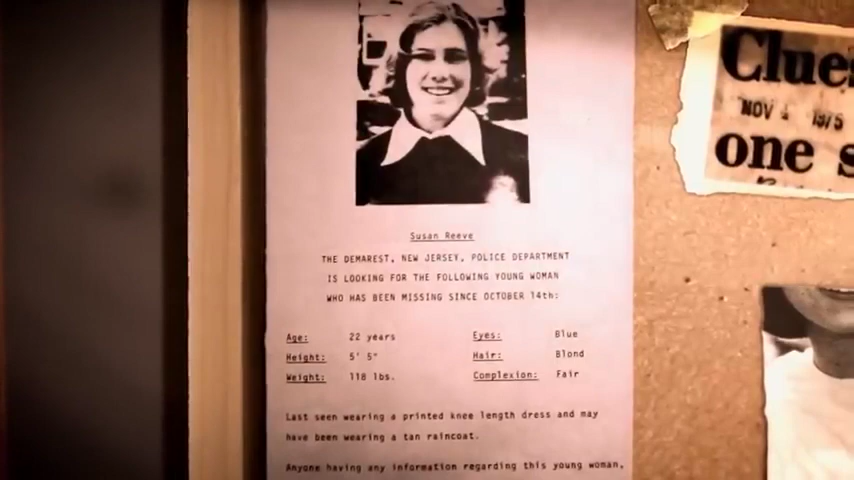 Susan Reeve
THE DEMAREST, NEW JERSEY, POLICE DEPARTMENT
IS LOOKING FOR THE FOLLOWING YOUNG WOMAN
WHO HAS BEEN MISSING SINCE OCTOBER 14th:
Age: 22 years Eyes: Blue
Height: 5' 5" Hair: Blond
Weight: 118 lbs. Complexion: Fair
Last seen wearing a printed knee length dress and may
have been wearing a tan raincoat.
Anyone having any information regarding this young woman,
Clues
NOV 1975
one s